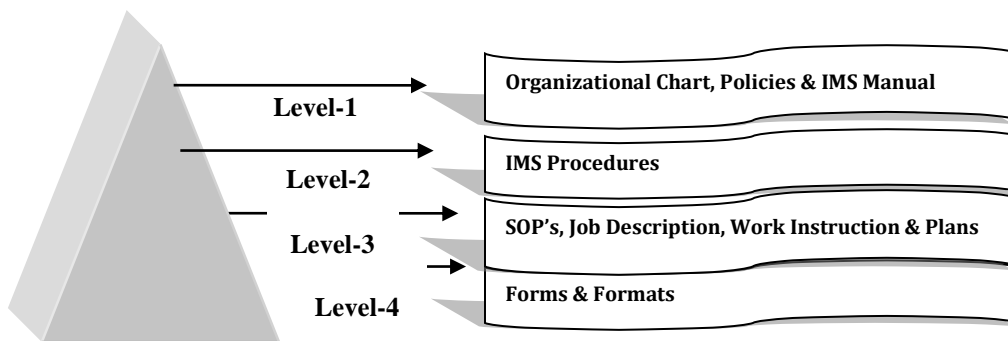 Organizational Chart, Policies & IMS Manual
Level-1
IMS Procedures
Level-2
SOP's, Job Description, Work Instruction & Plans
Level-3
Forms & Formats
Level-4